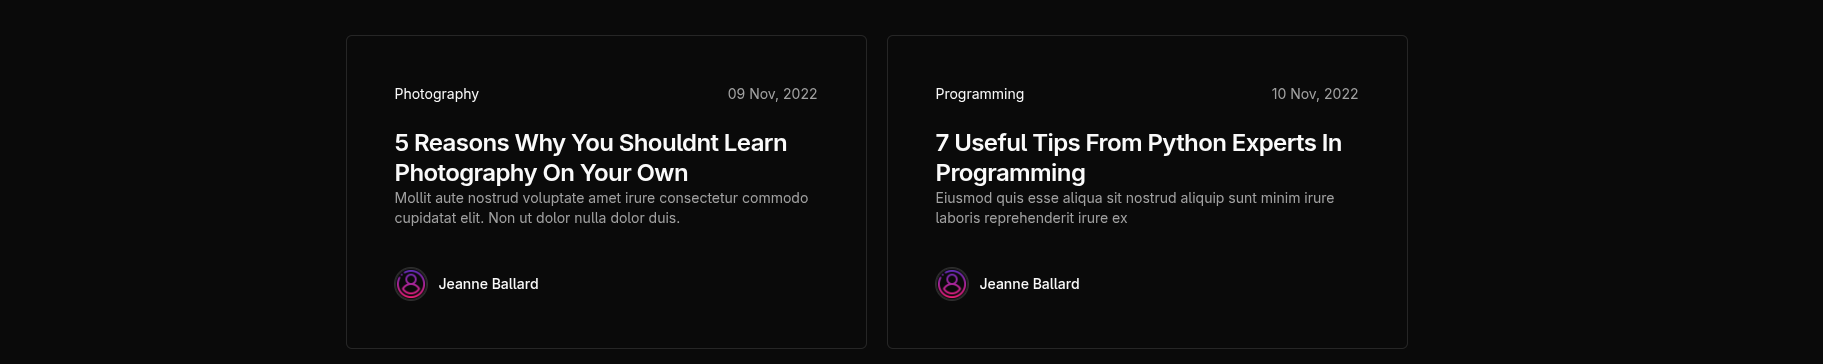 Photography
09 Nov, 2022
5 Reasons Why You Shouldnt Learn
Photography On Your Own
Mollit aute nostrud voluptate amet irure consectetur commodo
cupidatat elit. Non ut dolor nulla dolor duis.
Jeanne Ballard
Programming
10 Nov, 2022
7 Useful Tips From Python Experts In
Programming
Eiusmod quis esse aliqua sit nostrud aliquip sunt minim irure
laboris reprehenderit irure ex
Jeanne Ballard